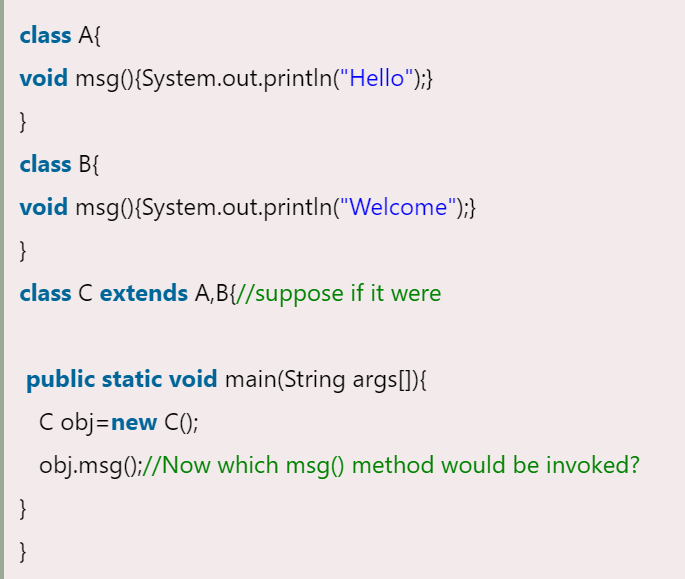 class A{
void msg(){System.out.println("Hello");}
}
class B{
void msg(){System.out.println("Welcome");}
}
class C extends A,B{//suppose if it were
public static void main(String args[]){
C obj=new C();
obj.msg();//Now which msg() method would be invoked?
}
}